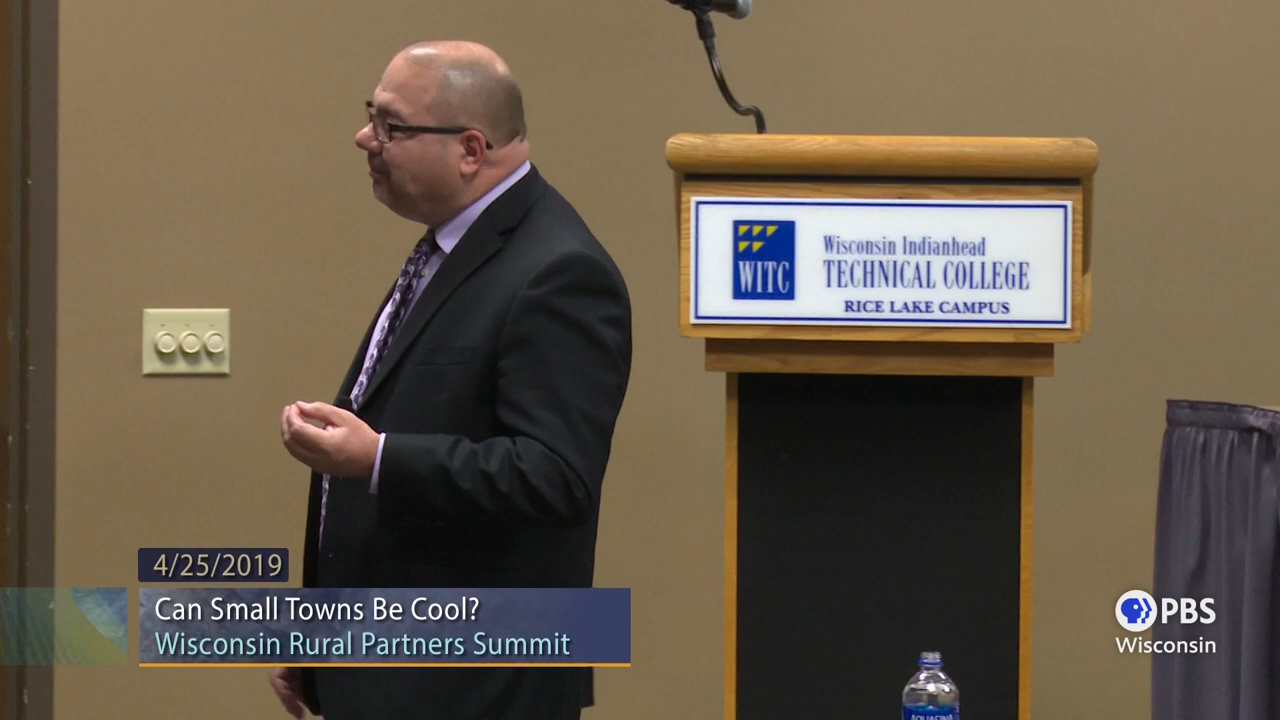 WITC
Wisconsin Indianhead
TECHNICAL COLLEGE
RICE LAKE CAMPUS
4/25/2019
Can Small Towns Be Cool?
Wisconsin Rural Partners Summit
PBS
Wisconsin
AQUAFINA